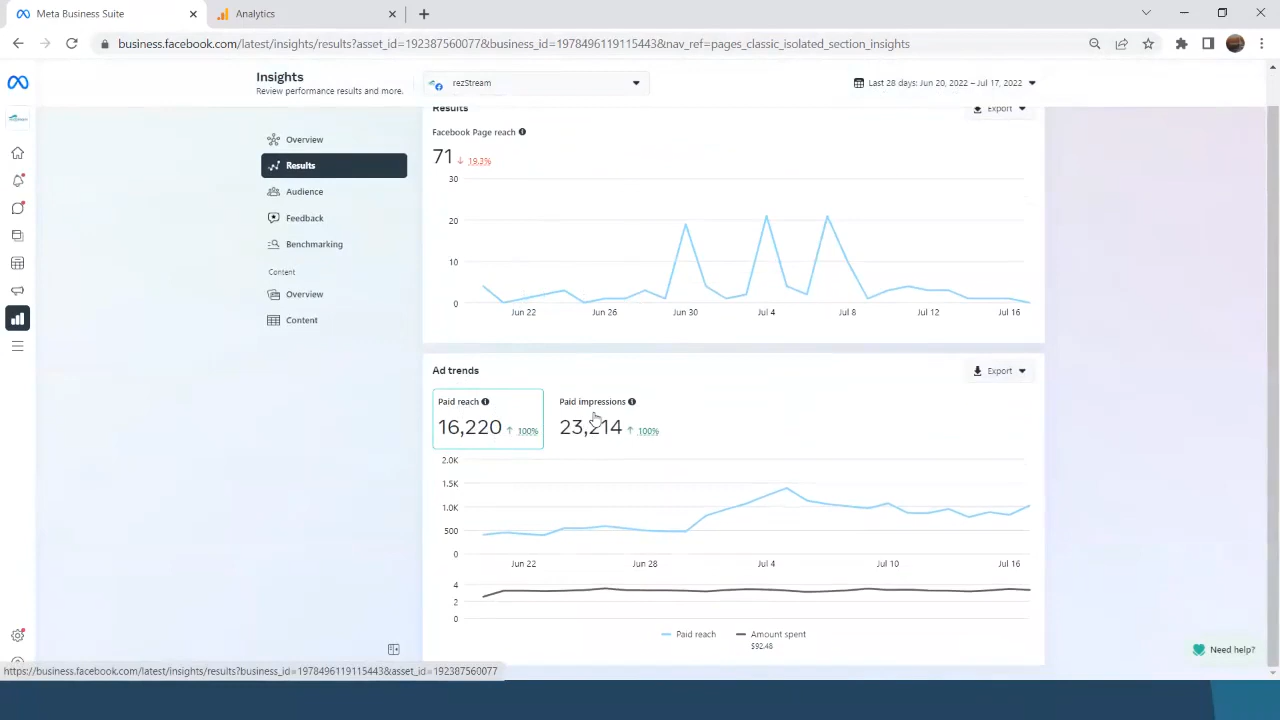 Meta Business Suite
Analytics
business.facebook.com/latest/insights/results?asset_id=192387560077&business_id=1978496119115443&nav_ref=pages_classic_isolated_section_insights
Insights
Review performance results and more.
rezStream
Last 28 days: Jun 20, 2022 – Jul 17, 2022
Overview
Results
Audience
Feedback
Benchmarking
Content
Overview
Content
Results
Export
Facebook Page reach
71 ↓ 19.3%
30
20
10
0
Jun 22
Jun 26
Jun 30
Jul 4
Jul 8
Jul 12
Jul 16
Ad trends
Export
Paid reach
16,220 ↑ 100%
Paid impressions
23,214 ↑ 100%
2.0K
1.5K
1.0K
500
0
Jun 22
Jun 28
Jul 4
Jul 10
Jul 16
4
2
0
Paid reach
Amount spent
$92.48
Need help?
https://business.facebook.com/latest/insights/results?business_id=1978496119115443&asset_id=192387560077